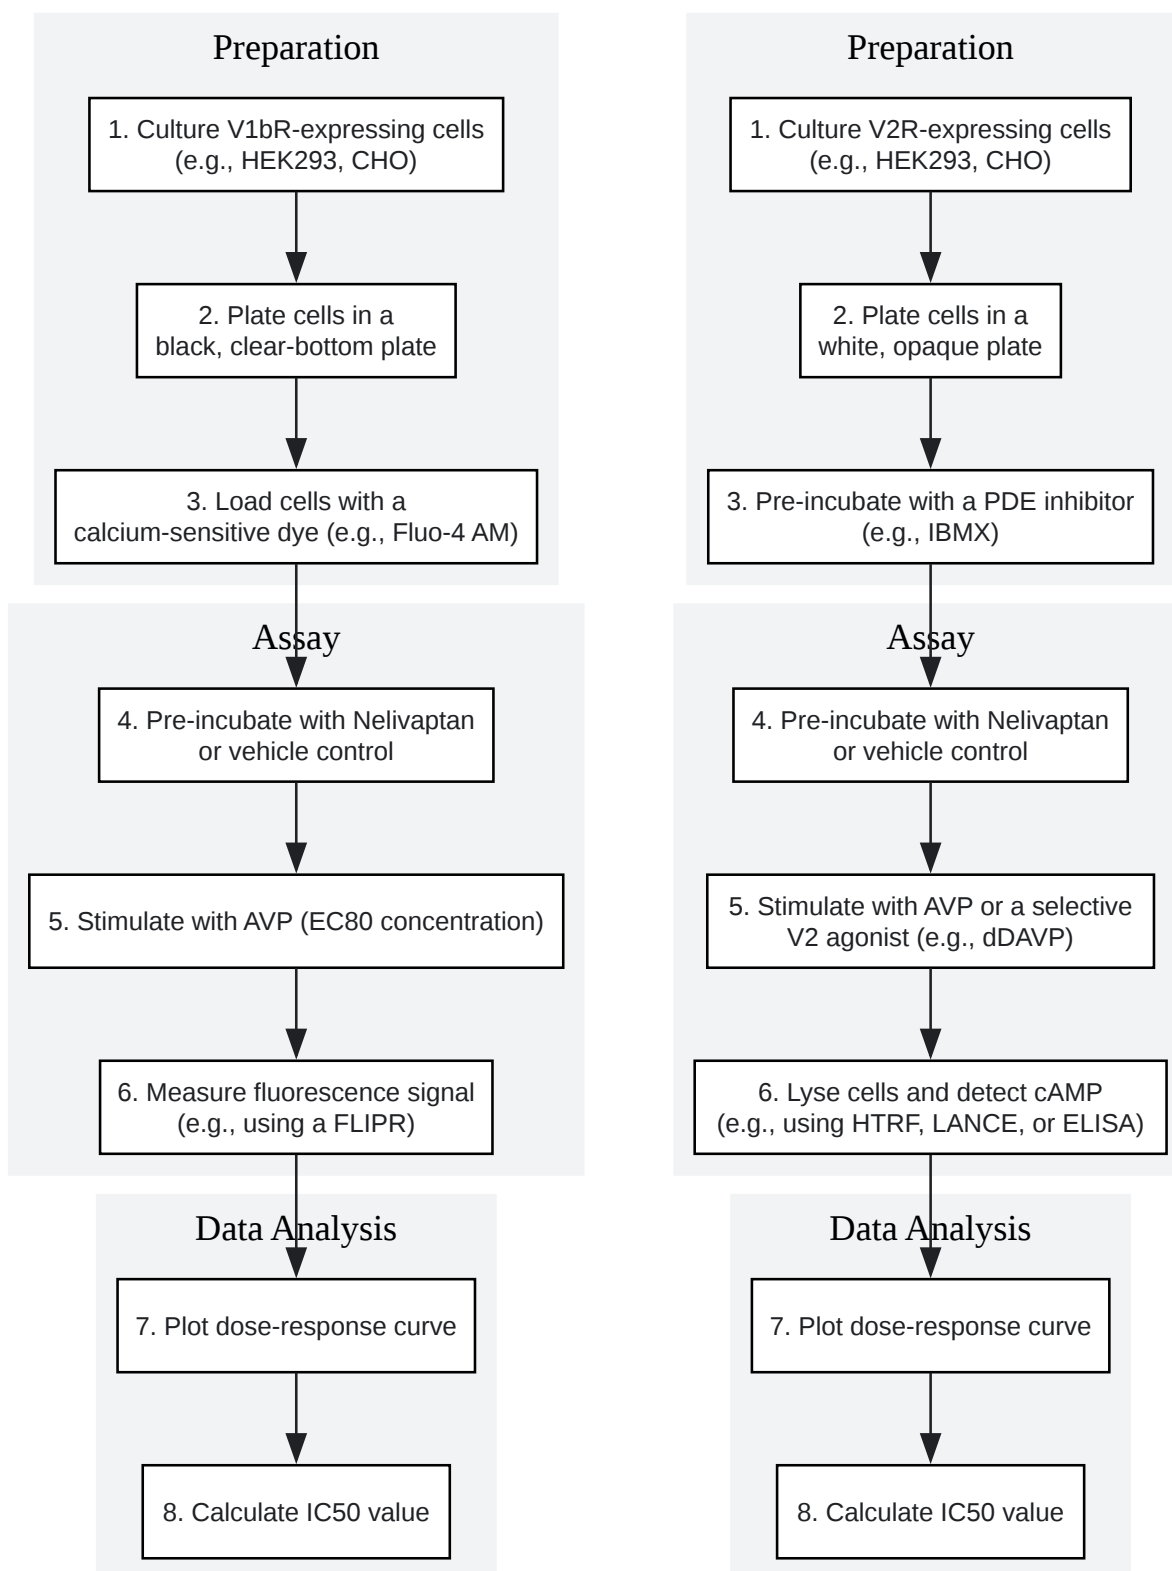 Preparation
1. Culture V1bR-expressing cells
(e.g., HEK293, CHO)
2. Plate cells in a
black, clear-bottom plate
3. Load cells with a
calcium-sensitive dye (e.g., Fluo-4 AM)
Assay
4. Pre-incubate with Nelivaptan
or vehicle control
5. Stimulate with AVP (EC80 concentration)
6. Measure fluorescence signal
(e.g., using a FLIPR)
Data Analysis
7. Plot dose-response curve
8. Calculate IC50 value
Preparation
1. Culture V2R-expressing cells
(e.g., HEK293, CHO)
2. Plate cells in a
white, opaque plate
3. Pre-incubate with a PDE inhibitor
(e.g., IBMX)
Assay
4. Pre-incubate with Nelivaptan
or vehicle control
5. Stimulate with AVP or a selective
V2 agonist (e.g., dDAVP)
6. Lyse cells and detect cAMP
(e.g., using HTRF, LANCE, or ELISA)
Data Analysis
7. Plot dose-response curve
8. Calculate IC50 value